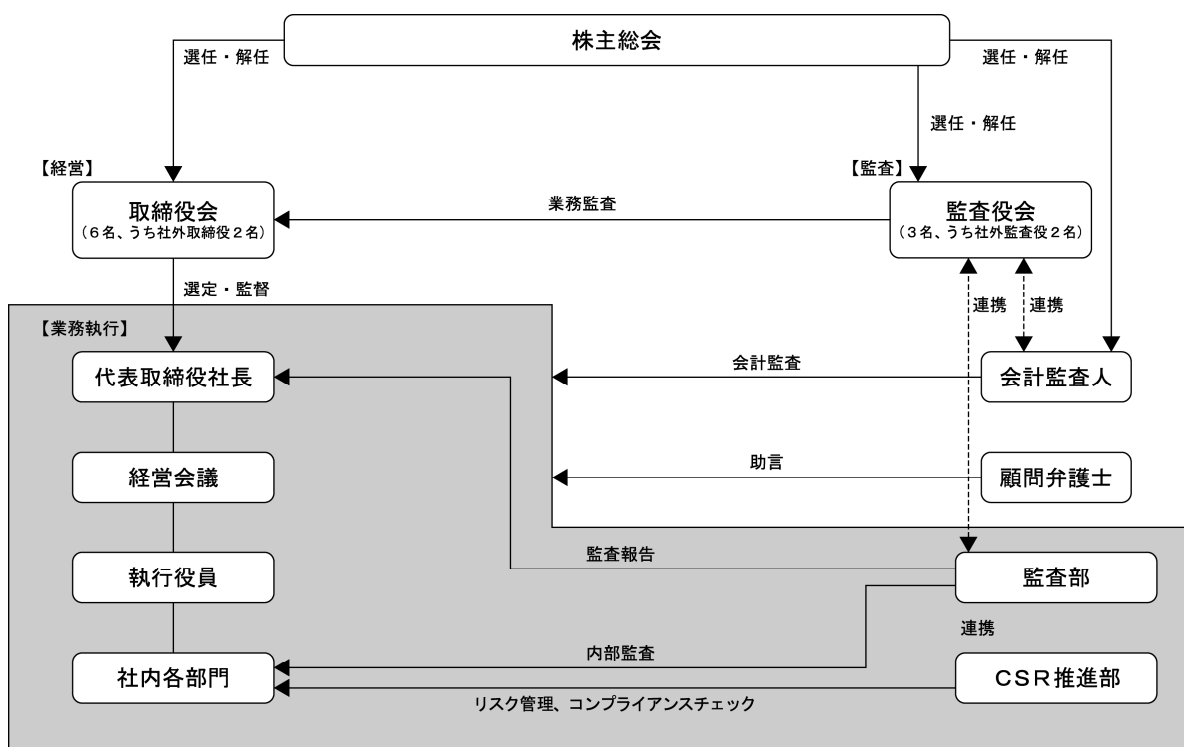 株主総会
選任・解任
選任・解任
選任・解任
【経営】
【監査】
取締役会
（6名、うち社外取締役2名）
業務監査
監査役会
（3名、うち社外監査役2名）
選定・監督
連携
連携
【業務執行】
代表取締役社長
会計監査
会計監査人
経営会議
助言
顧問弁護士
監査報告
執行役員
監査部
連携
内部監査
社内各部門
CSR推進部
リスク管理、コンプライアンスチェック